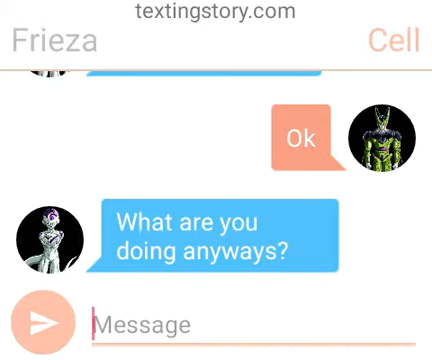 textingstory.com
Frieza
Cell
Ok
What are you
doing anyways?
Message